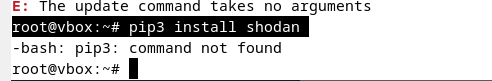 E: The update command takes no arguments
root@vbox:~# pip3 install shodan
-bash: pip3: command not found
root@vbox:~#